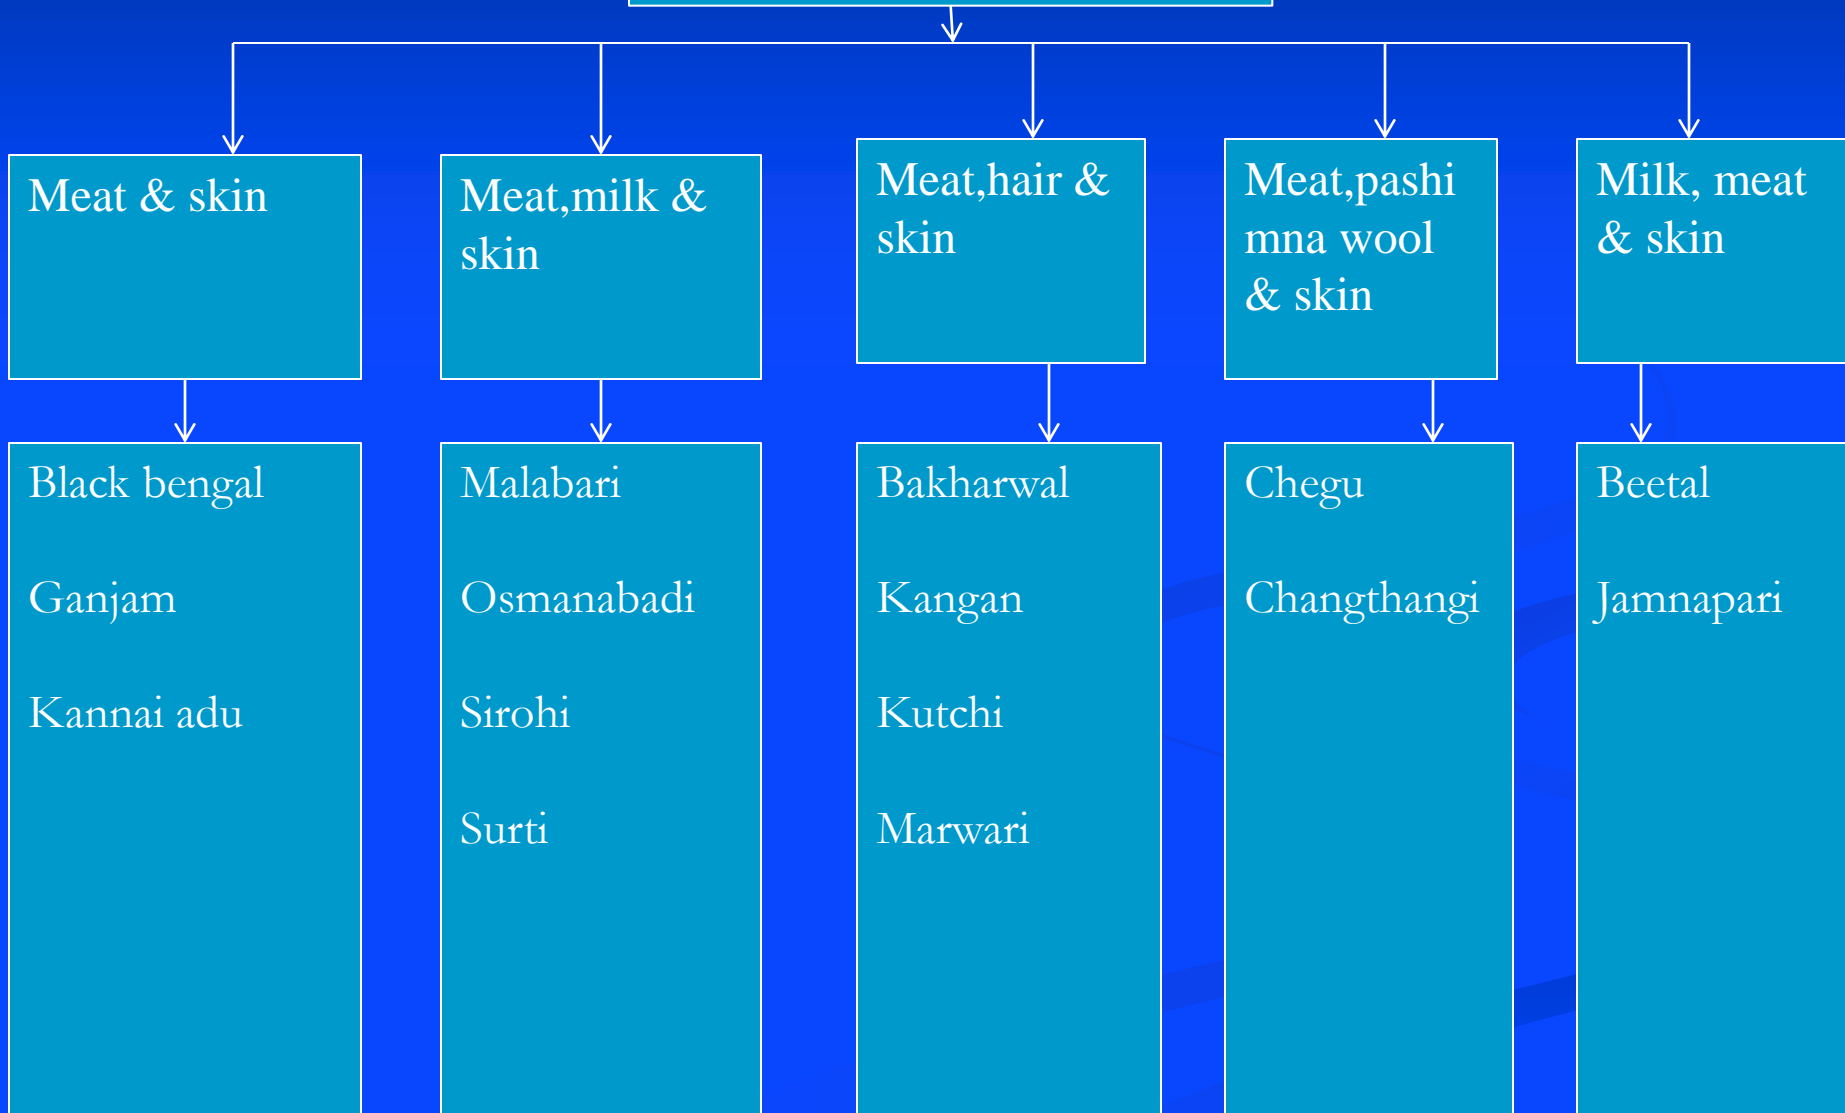 Meat & skin
Meat,milk &
skin
Meat,hair &
skin
Meat,pashi
mna wool
& skin
Milk, meat
& skin
Black bengal
Ganjam
Kannai adu
Malabari
Osmanabadi
Sirohi
Surti
Bakharwal
Kangan
Kutchi
Marwari
Chegu
Changthangi
Beetal
Jamnapari